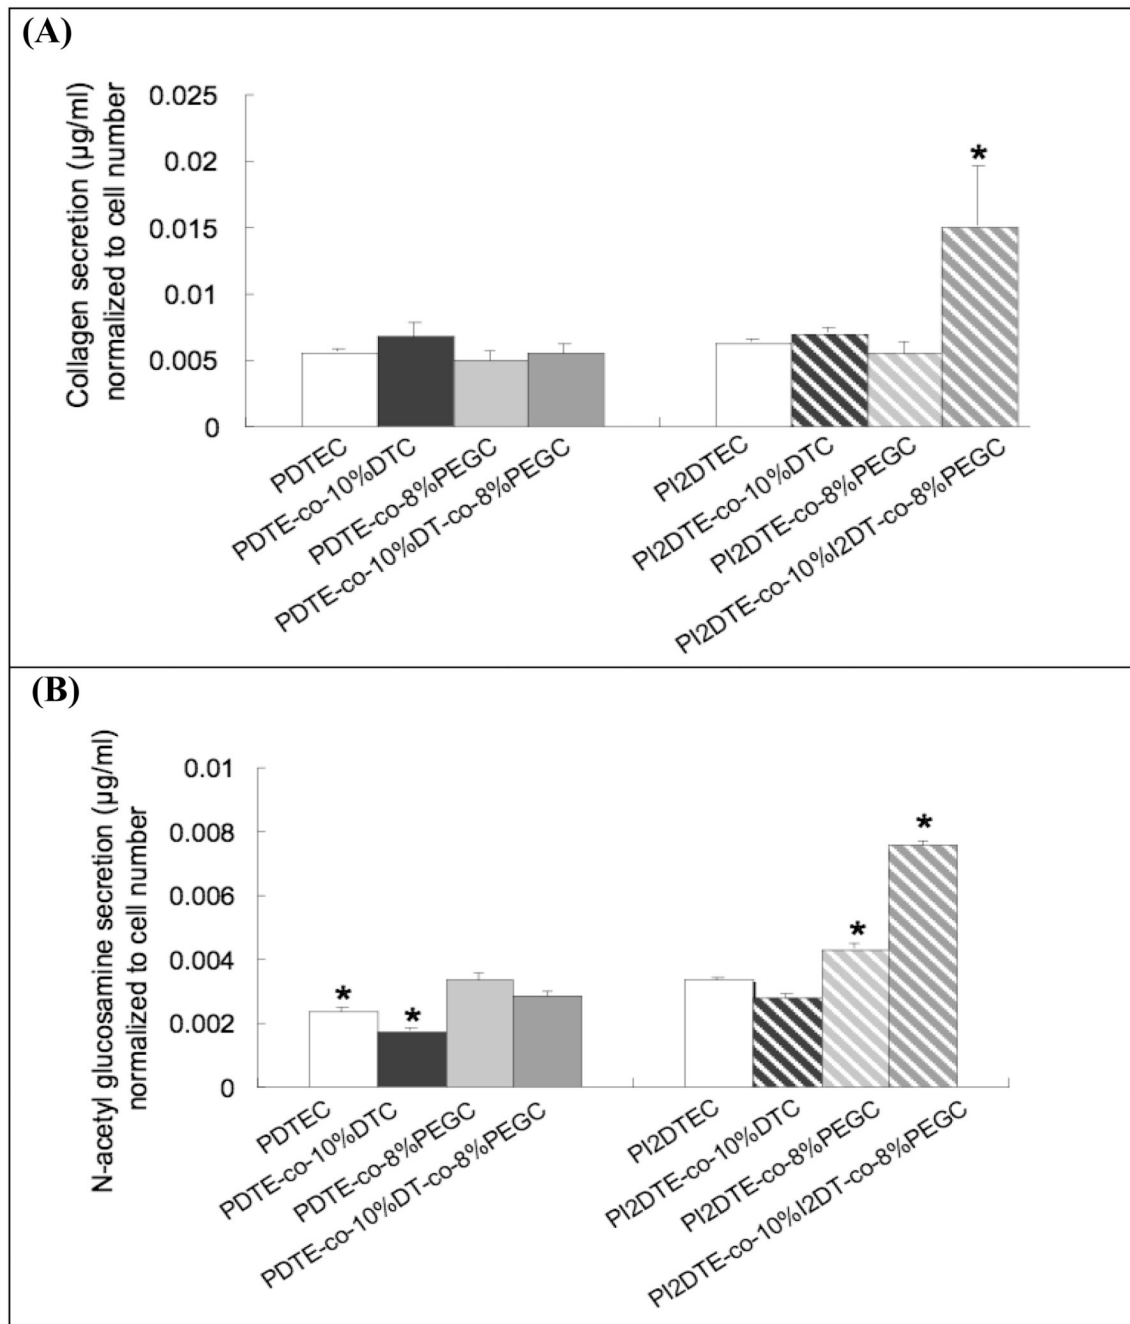 (A)
Collagen secretion (µg/ml)
normalized to cell number
0.025
0.02
0.015
0.01
0.005
0
*
PDTEC
PDTE-co-10%DTC
PDTE-co-8%PEGC
PDTE-co-10%DT-co-8%PEGC
PI2DTEC
PI2DTE-co-10%DTC
PI2DTE-co-8%PEGC
PI2DTE-co-10%I2DT-co-8%PEGC
(B)
N-acetyl glucosamine secretion (µg/ml)
normalized to cell number
0.01
0.008
0.006
0.004
0.002
0
*
*
*
*
PDTEC
PDTE-co-10%DTC
PDTE-co-8%PEGC
PDTE-co-10%DT-co-8%PEGC
PI2DTEC
PI2DTE-co-10%DTC
PI2DTE-co-8%PEGC
PI2DTE-co-10%I2DT-co-8%PEGC